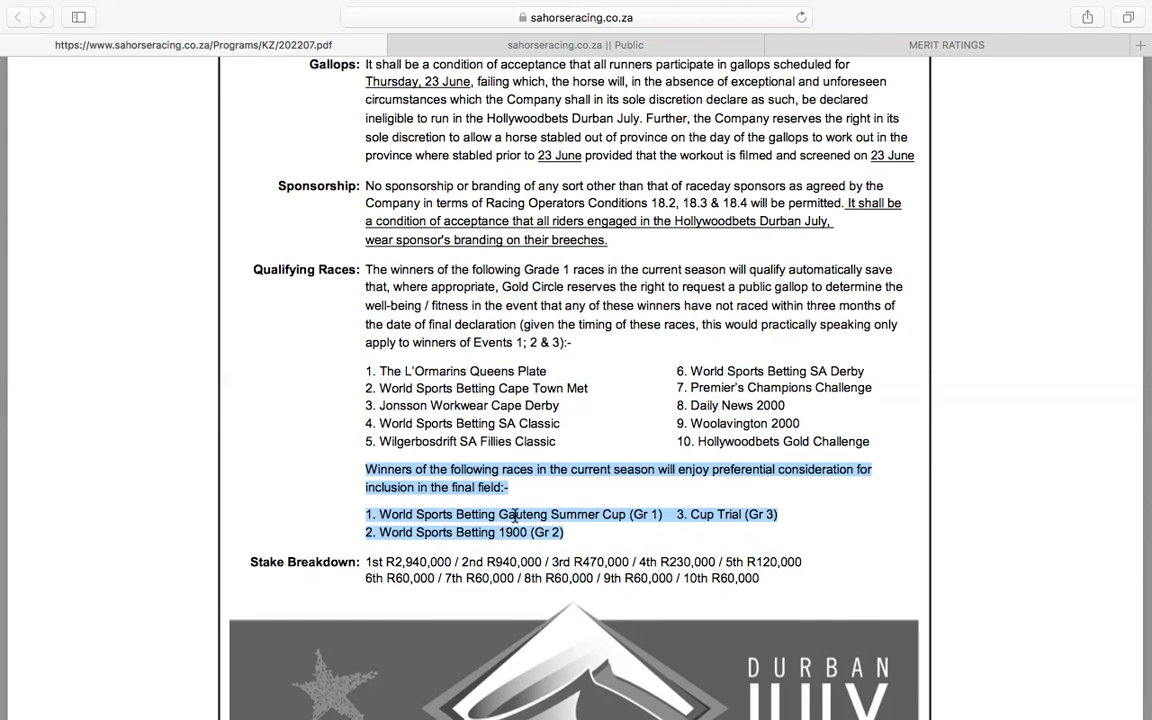 sahorseracing.co.za
https://www.sahorseracing.co.za/Programs/KZ/202207.pdf
sahorseracing.co.za || Public
MERIT RATINGS
Gallops: It shall be a condition of acceptance that all runners participate in gallops scheduled for
Thursday, 23 June, failing which, the horse will, in the absence of exceptional and unforeseen
circumstances which the Company shall in its sole discretion declare as such, be declared
ineligible to run in the Hollywoodbets Durban July. Further, the Company reserves the right in its
sole discretion to allow a horse stabled out of province on the day of the gallops to work out in the
province where stabled prior to 23 June provided that the workout is filmed and screened on 23 June
Sponsorship: No sponsorship or branding of any sort other than that of raceday sponsors as agreed by the
Company in terms of Racing Operators Conditions 18.2, 18.3 & 18.4 will be permitted. It shall be
a condition of acceptance that all riders engaged in the Hollywoodbets Durban July,
wear sponsor's branding on their breeches.
Qualifying Races: The winners of the following Grade 1 races in the current season will qualify automatically save
that, where appropriate, Gold Circle reserves the right to request a public gallop to determine the
well-being / fitness in the event that any of these winners have not raced within three months of
the date of final declaration (given the timing of these races, this would practically speaking only
apply to winners of Events 1; 2 & 3):-
1. The L'Ormarins Queens Plate
2. World Sports Betting Cape Town Met
3. Jonsson Workwear Cape Derby
4. World Sports Betting SA Classic
5. Wilgerbosdrift SA Fillies Classic
6. World Sports Betting SA Derby
7. Premier's Champions Challenge
8. Daily News 2000
9. Woolavington 2000
10. Hollywoodbets Gold Challenge
Winners of the following races in the current season will enjoy preferential consideration for
inclusion in the final field:-
1. World Sports Betting Gauteng Summer Cup (Gr 1) 3. Cup Trial (Gr 3)
2. World Sports Betting 1900 (Gr 2)
Stake Breakdown: 1st R2,940,000 / 2nd R940,000 / 3rd R470,000 / 4th R230,000 / 5th R120,000
6th R60,000 / 7th R60,000 / 8th R60,000 / 9th R60,000 / 10th R60,000
DURBAN
JULY